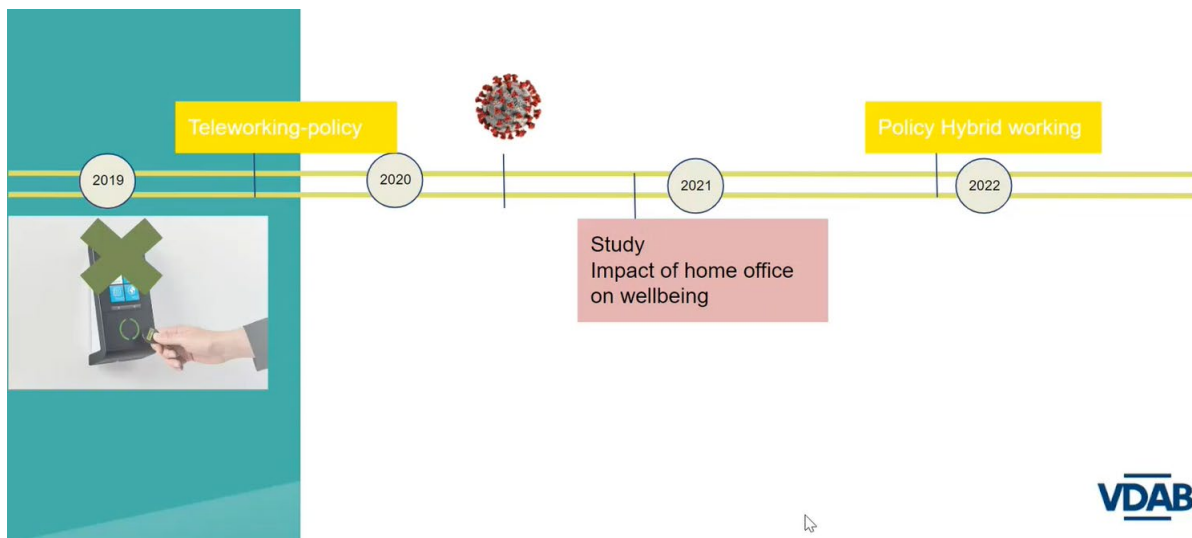 Teleworking-policy
Policy Hybrid working
2019
2020
2021
2022
Study
Impact of home office
on wellbeing
VDAB